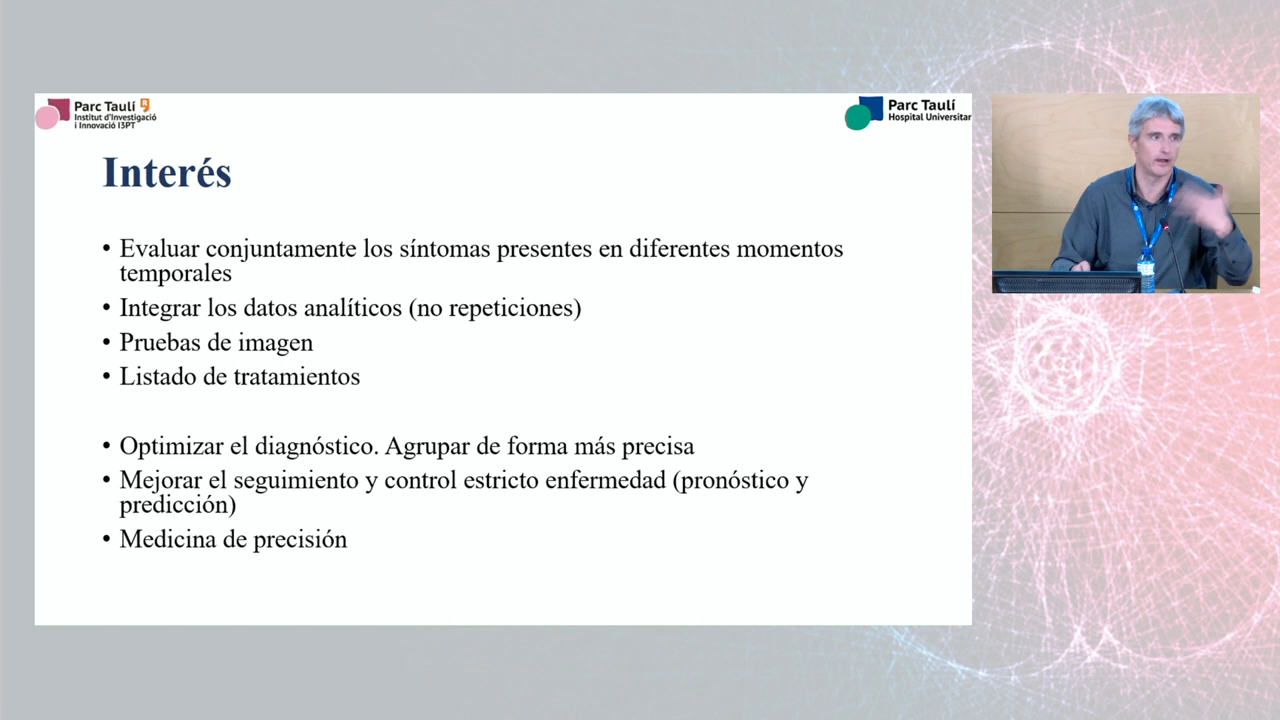 Parc Taulí
Institut d'Investigació
i Innovació I3PT
Parc Taulí
Hospital Universitar
Interés
• Evaluar conjuntamente los síntomas presentes en diferentes momentos
temporales
• Integrar los datos analíticos (no repeticiones)
• Pruebas de imagen
• Listado de tratamientos
• Optimizar el diagnóstico. Agrupar de forma más precisa
• Mejorar el seguimiento y control estricto enfermedad (pronóstico y
predicción)
• Medicina de precisión